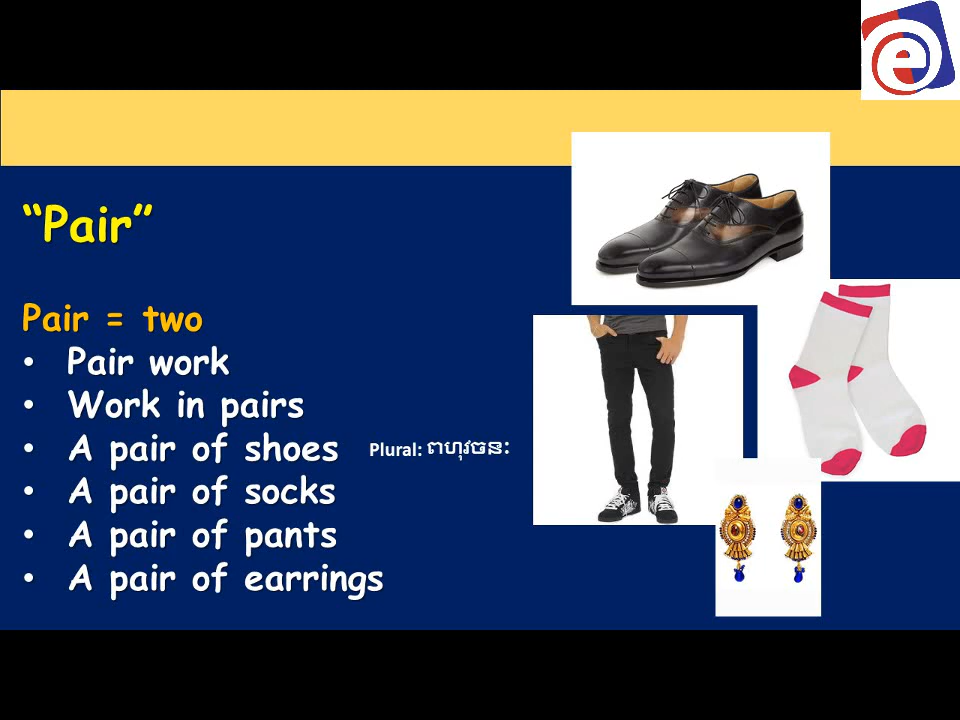 “Pair”
Pair = two
• Pair work
• Work in pairs
• A pair of shoes
Plural: ពហុវចនៈ
• A pair of socks
• A pair of pants
• A pair of earrings
e